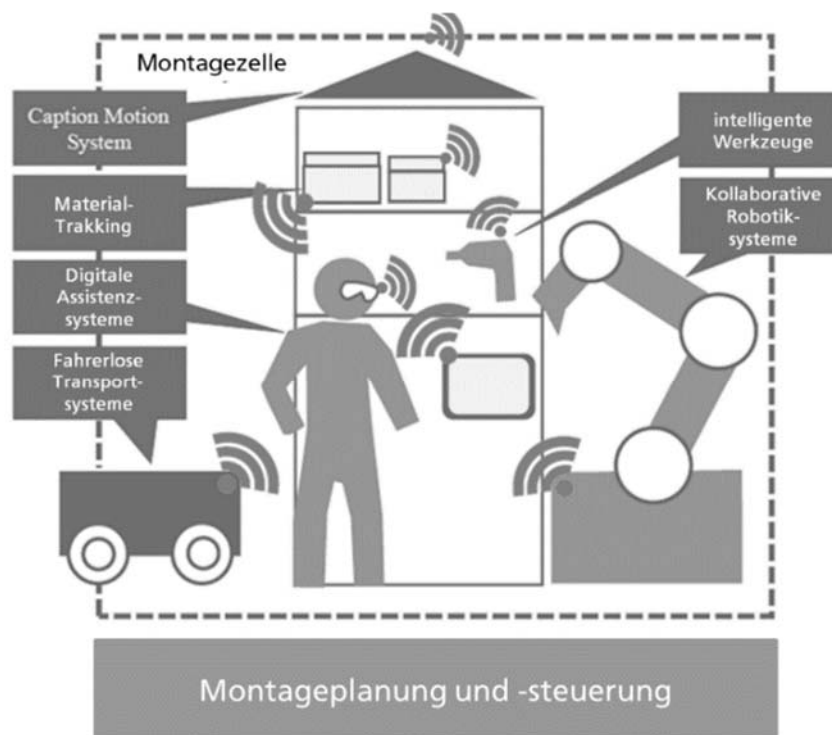 Montagezelle
Caption Motion
System
Material-
Trakking
Digitale
Assistenz-
systeme
Fahrerlose
Transport-
systeme
intelligente
Werkzeuge
Kollaborative
Robotik-
systeme
Montageplanung und -steuerung